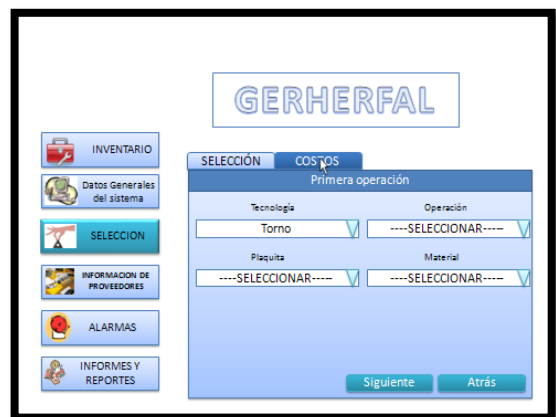 GERHERFAL
INVENTARIO
Datos Generales
del sistema
SELECCION
INFORMACION DE
PROVEEDORES
ALARMAS
INFORMES Y
REPORTES
SELECCIÓN
COSTOS
Primera operación
Tecnología
Operación
Torno
----SELECCIONAR-----
Plaquita
Material
----SELECCIONAR-----
----SELECCIONAR-----
Siguiente
Atrás